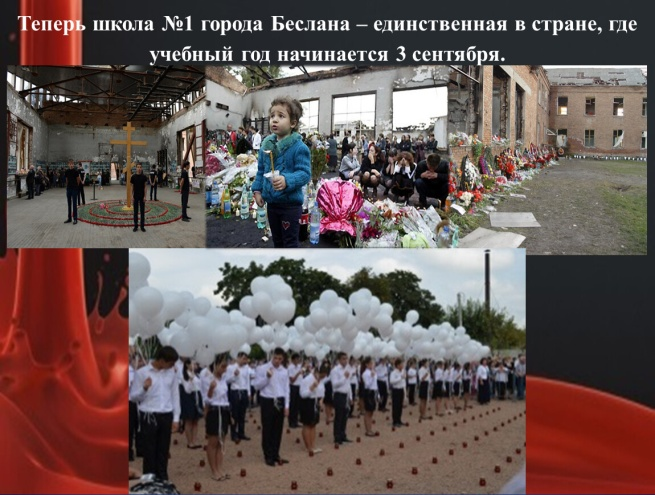 Теперь школа №1 города Беслана – единственная в стране, где
учебный год начинается 3 сентября.